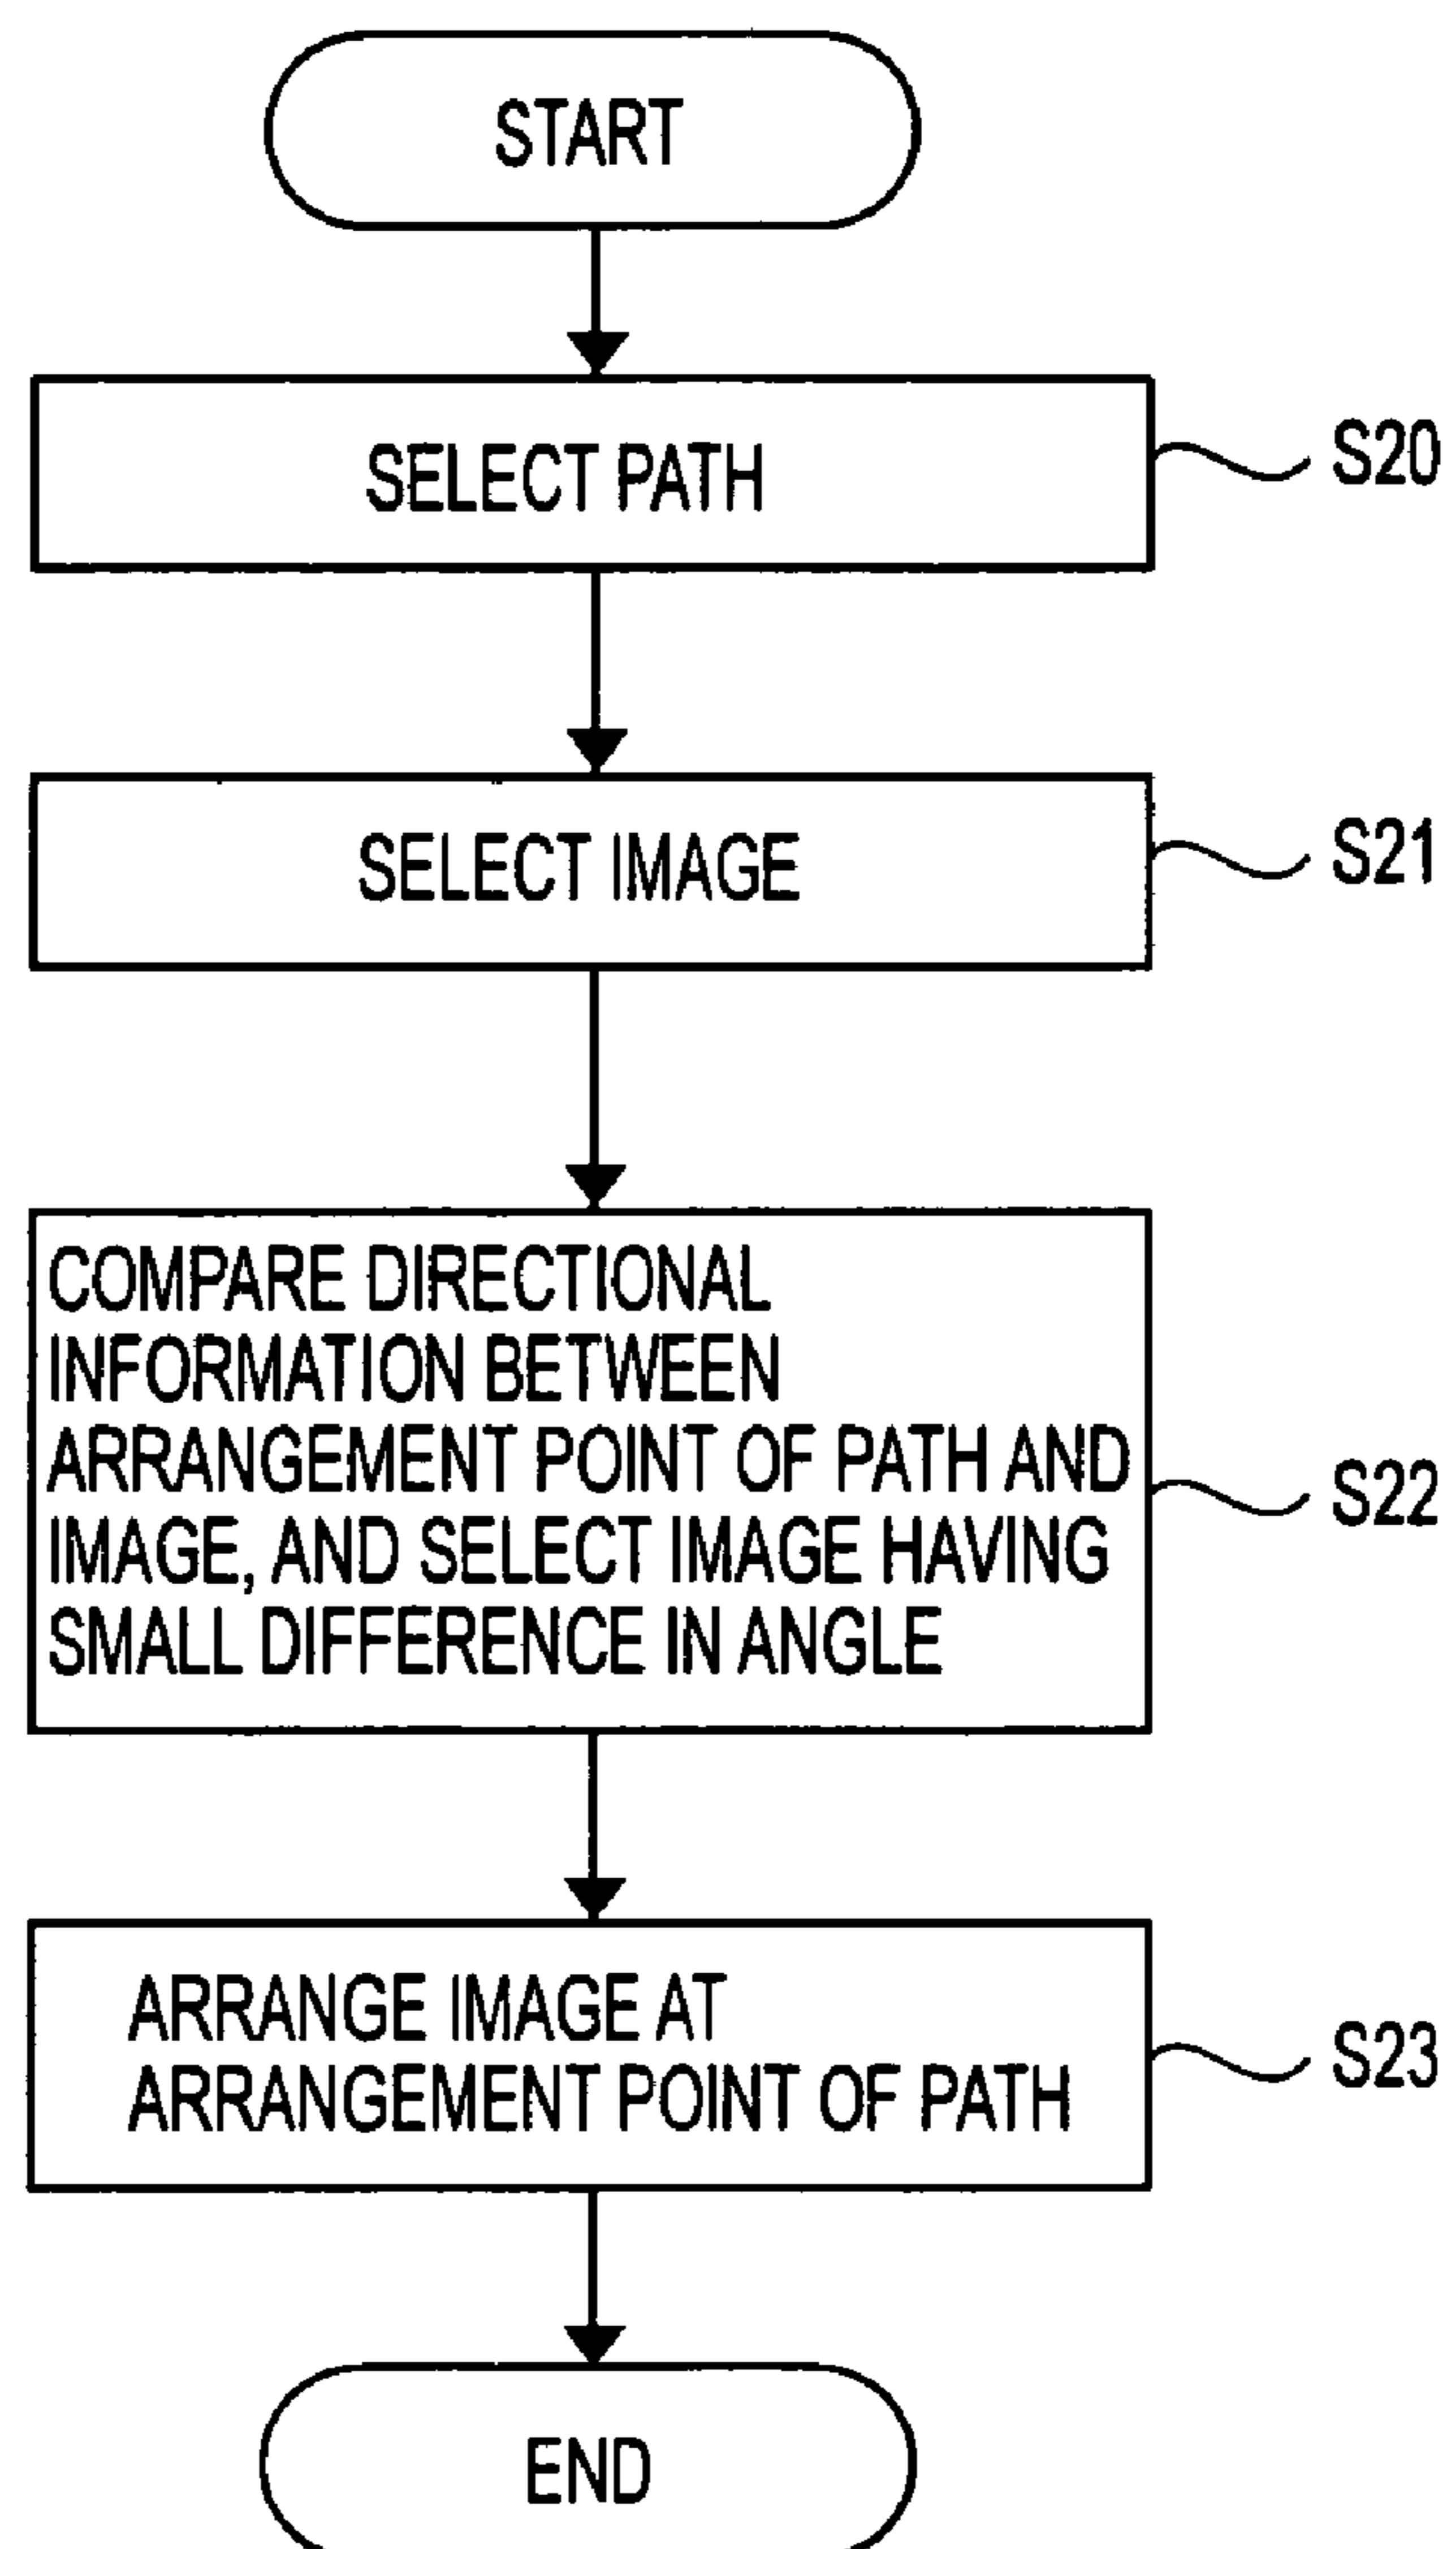 START
SELECT PATH
S20
SELECT IMAGE
S21
COMPARE DIRECTIONAL
INFORMATION BETWEEN
ARRANGEMENT POINT OF PATH AND
IMAGE, AND SELECT IMAGE HAVING
SMALL DIFFERENCE IN ANGLE
S22
ARRANGE IMAGE AT
ARRANGEMENT POINT OF PATH
S23
END